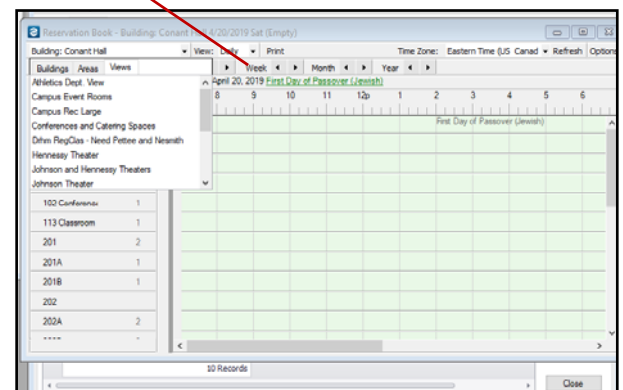 Reservation Book - Building: Conant Hall 4/20/2019 Sat (Empty)
Building: Conant Hall View: Daily Print Time Zone: Eastern Time (US Canad Refresh Options
Buildings Areas Views Week Month Year
April 20, 2019 First Day of Passover (Jewish)
8 9 10 11 12p 1 2 3 4 5 6
First Day of Passover (Jewish)
Athletics Dept. View
Campus Event Rooms
Campus Rec Large
Conferences and Catering Spaces
Drhm RegClas - Need Pettee and Nesmith
Hennessy Theater
Johnson and Hennessy Theaters
Johnson Theater
102 Conference 1
113 Classroom 1
201 2
201A 1
201B 1
202
202A 2
10 Records
Close